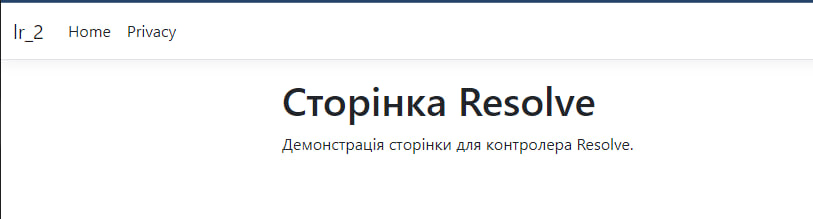 lr_2 Home Privacy
Сторінка Resolve
Демонстрація сторінки для контролера Resolve.